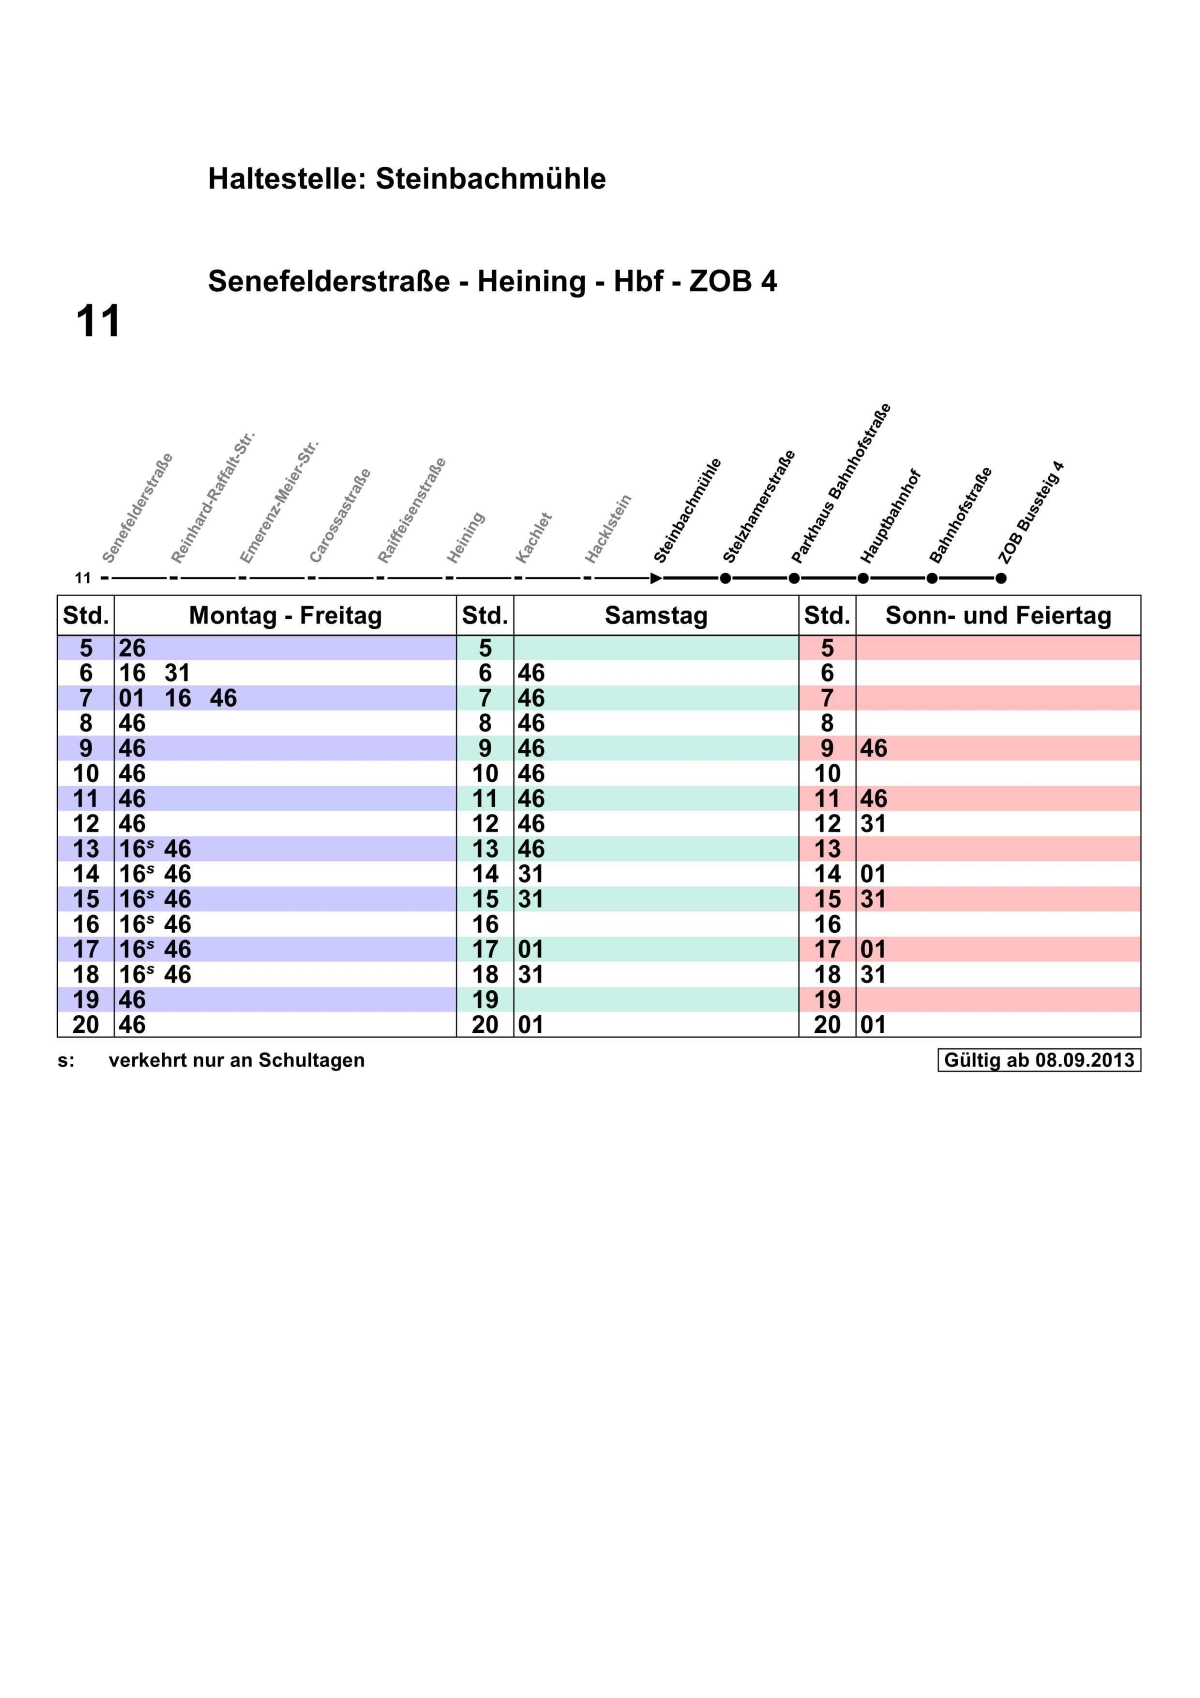 Haltestelle: Steinbachmühle
Senefelderstraße - Heining - Hbf - ZOB 4
11
Senefelderstraße
Reinhard-Raffalt-Str.
Emerenz-Meier-Str.
Carossastraße
Raiffeisenstraße
Heining
Kachlet
Hacklstein
Steinbachmühle
Stelzhamerstraße
Parkhaus Bahnhofstraße
Hauptbahnhof
Bahnhofstraße
ZOB Bussteig 4
11
Std. Montag - Freitag Std. Samstag Std. Sonn- und Feiertag
5 26 5 5
6 16 31 6 46 6
7 01 16 46 7 46 7
8 46 8 46 8
9 46 9 46 9 46
10 46 10 46 10
11 46 11 46 11 46
12 46 12 46 12 31
13 16s 46 13 46 13
14 16s 46 14 31 14 01
15 16s 46 15 31 15 31
16 16s 46 16 16
17 16s 46 17 01 17 01
18 16s 46 18 31 18 31
19 46 19 19
20 46 20 01 20 01
s: verkehrt nur an Schultagen Gültig ab 08.09.2013